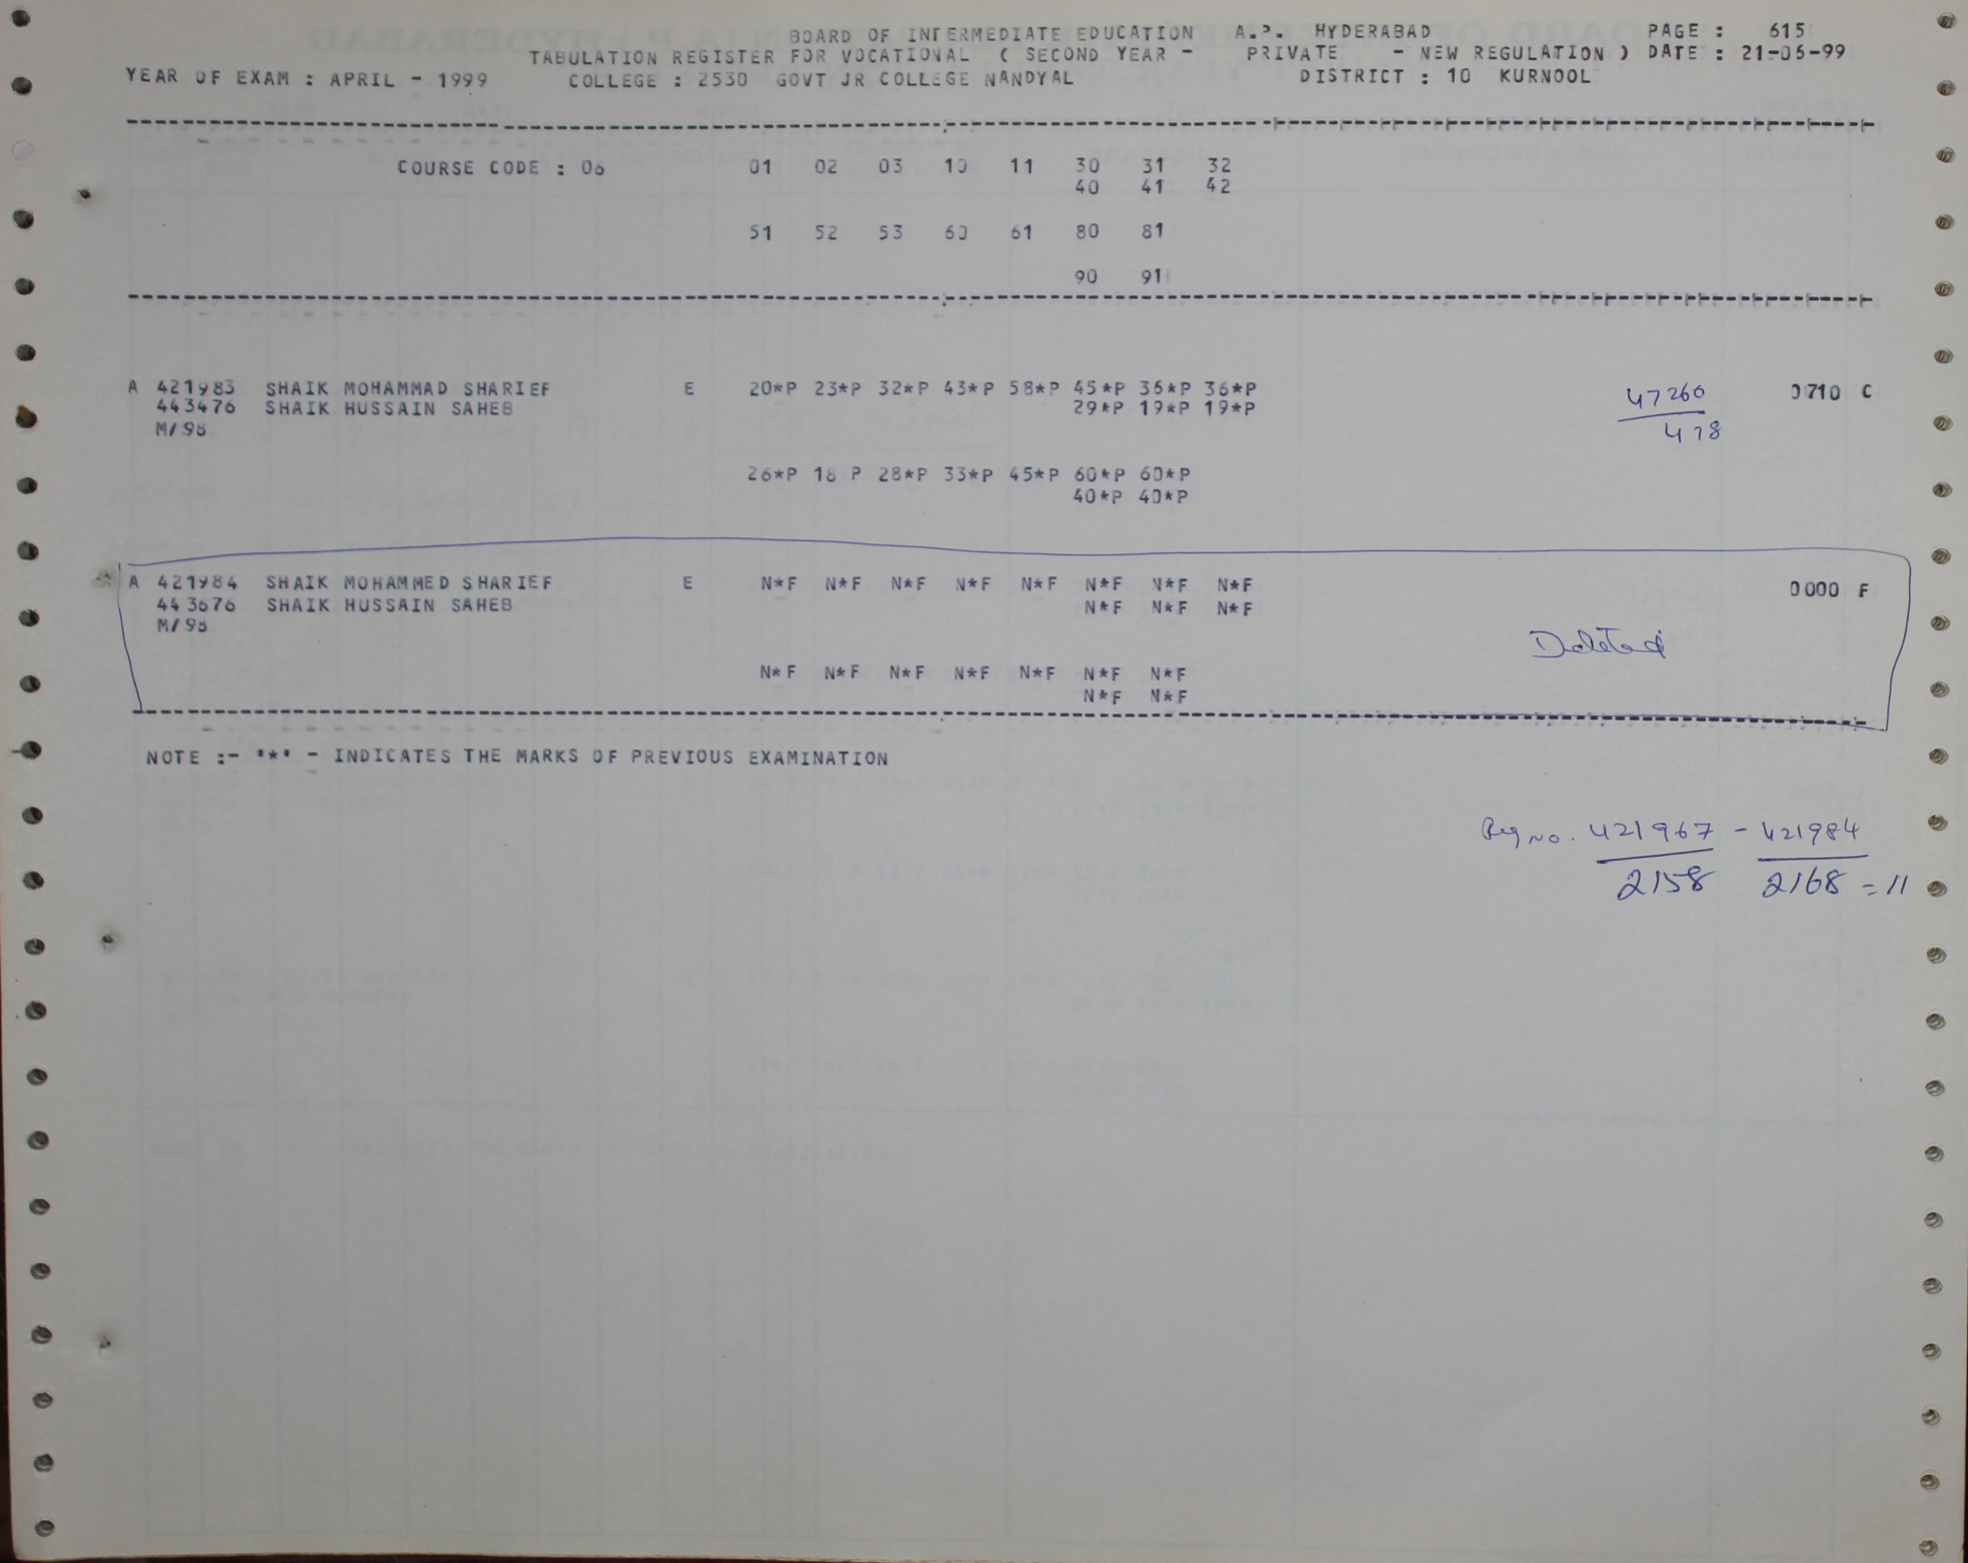 BOARD OF INTERMEDIATE EDUCATION A.P. HYDERABAD PAGE : 615
TABULATION REGISTER FOR VOCATIONAL ( SECOND YEAR - PRIVATE - NEW REGULATION ) DATE : 21-06-99
YEAR OF EXAM : APRIL - 1999 COLLEGE : 2530 GOVT JR COLLEGE NANDYAL DISTRICT : 10 KURNOOL
COURSE CODE : 06 01 02 03 10 11 30 31 32
40 41 42
51 52 53 60 61 80 81
90 91
A 421983 SHAIK MOHAMMAD SHARIEF E 20*P 23*P 32*P 43*P 58*P 45*P 36*P 36*P 47260 0710 C
443476 SHAIK HUSSAIN SAHEB 29*P 19*P 19*P
M/98 478
26*P 18 P 28*P 33*P 45*P 60*P 60*P
40*P 40*P
A 421984 SHAIK MOHAMMED SHARIEF E N*F N*F N*F N*F N*F N*F N*F N*F 0000 F
443676 SHAIK HUSSAIN SAHEB N*F N*F N*F
M/98
Deleted
N*F N*F N*F N*F N*F N*F N*F
N*F N*F
NOTE :- '*' - INDICATES THE MARKS OF PREVIOUS EXAMINATION
Reg No. 421967 - 421984
2158 2168 = 11